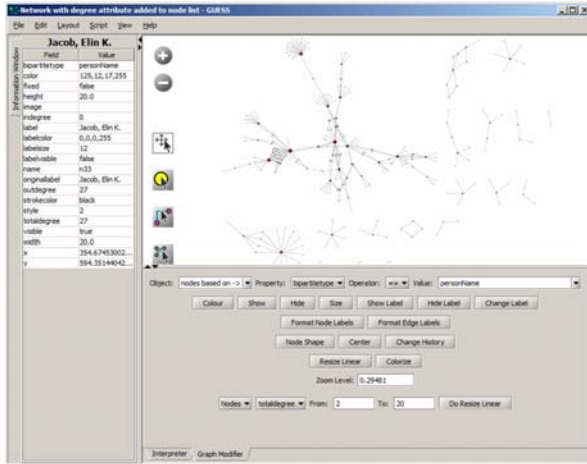 Network with degree attribute added to node list - GUESS
File Edit Layout Script View Help
Information Window
Jacob, Elin K.
Field Value
bipartitetype personName
color 125,12,17,255
fixed false
height 20.0
image
indegree 0
label Jacob, Elin K.
labelcolor 0,0,0,255
labelsize 12
labelvisible false
name n33
originallabel Jacob, Elin K.
outdegree 27
strokecolor black
style 2
totaldegree 27
visible true
width 20.0
x 354.67453002...
y 594.35144042...
Object: nodes based on -> Property: bipartitetype Operator: == Value: personName
Colour Show Hide Size Show Label Hide Label Change Label
Format Node Labels Format Edge Labels
Node Shape Center Change History
Resize Linear Colorize
Zoom Level: 0.29481
Nodes totaldegree From: 2 To: 20 Do Resize Linear
Interpreter Graph Modifier